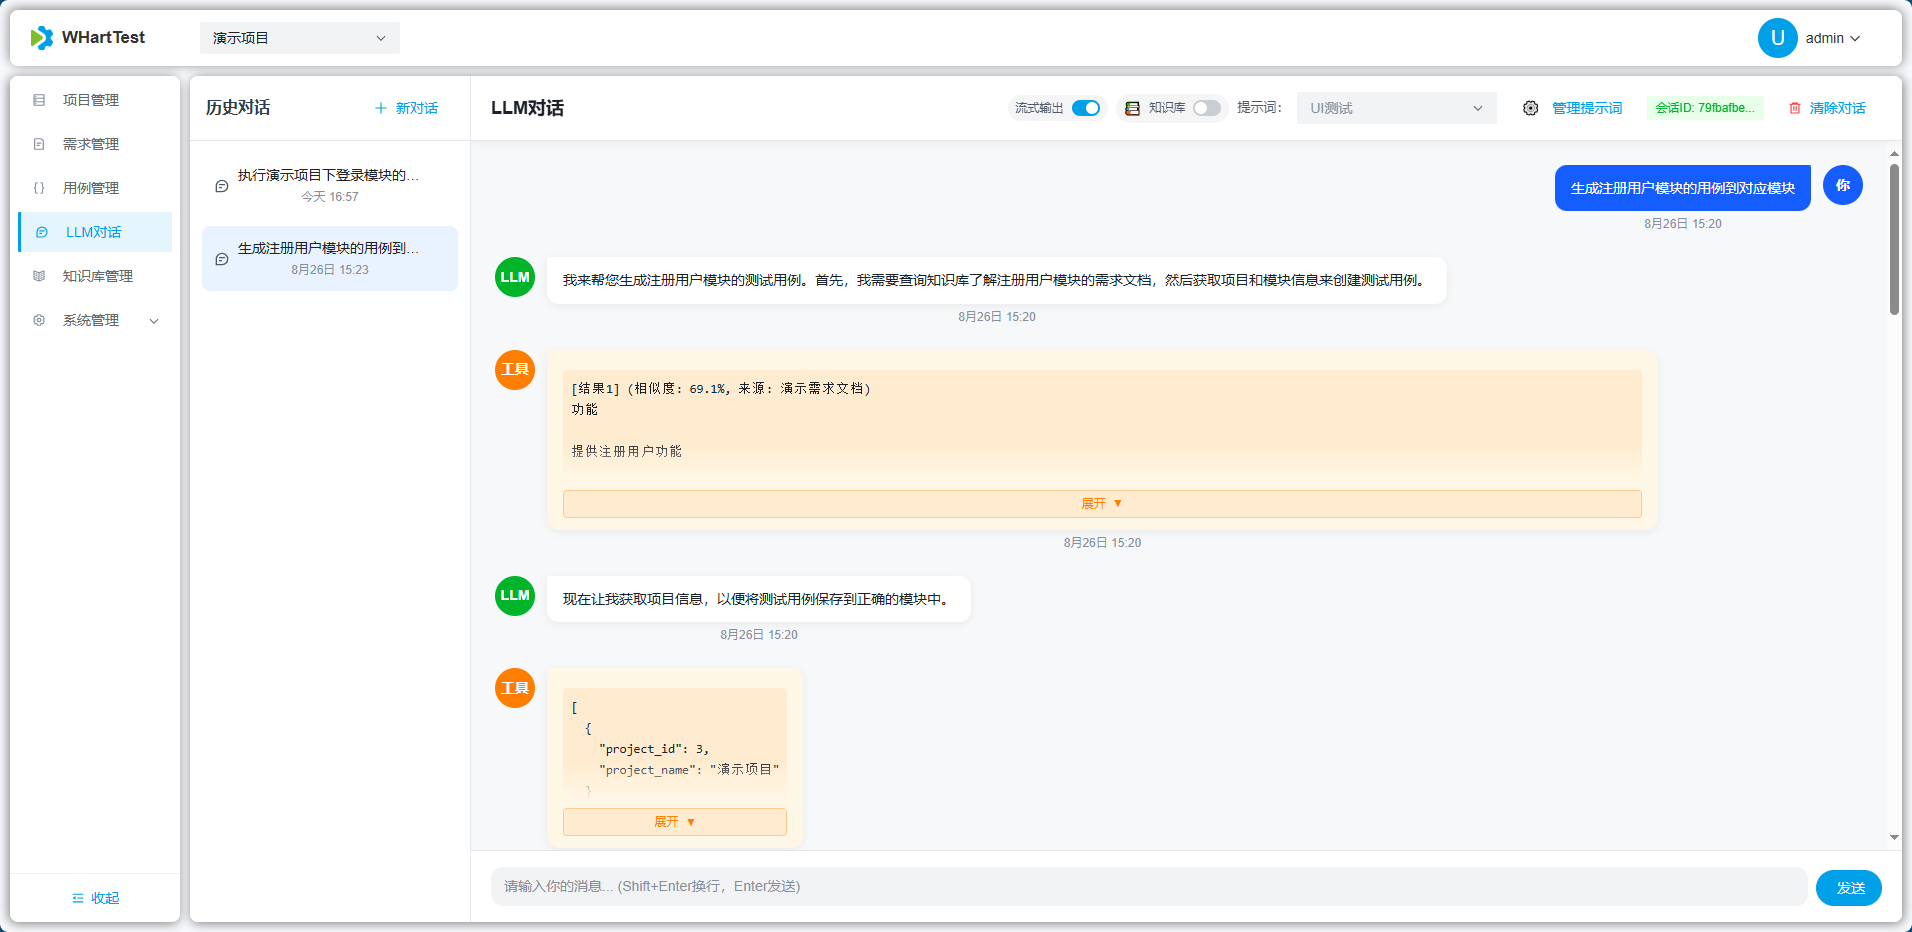 WHartTest
演示项目
U
admin
项目管理
需求管理
用例管理
LLM对话
知识库管理
系统管理
收起
历史对话
新对话
执行演示项目下登录模块的...
今天 16:57
生成注册用户模块的用例到...
8月26日 15:23
LLM对话
流式输出
知识库
提示词：
UI测试
管理提示词
会话ID: 79fbafbe...
清除对话
生成注册用户模块的用例到对应模块
你
8月26日 15:20
LLM
我来帮您生成注册用户模块的测试用例。首先，我需要查询知识库了解注册用户模块的需求文档，然后获取项目和模块信息来创建测试用例。
8月26日 15:20
工具
[结果1] (相似度: 69.1%, 来源: 演示需求文档)
功能
提供注册用户功能
展开 ▼
8月26日 15:20
LLM
现在让我获取项目信息，以便将测试用例保存到正确的模块中。
8月26日 15:20
工具
[
{
"project_id": 3,
"project_name": "演示项目"
}
展开 ▼
请输入你的消息... (Shift+Enter换行，Enter发送)
发送